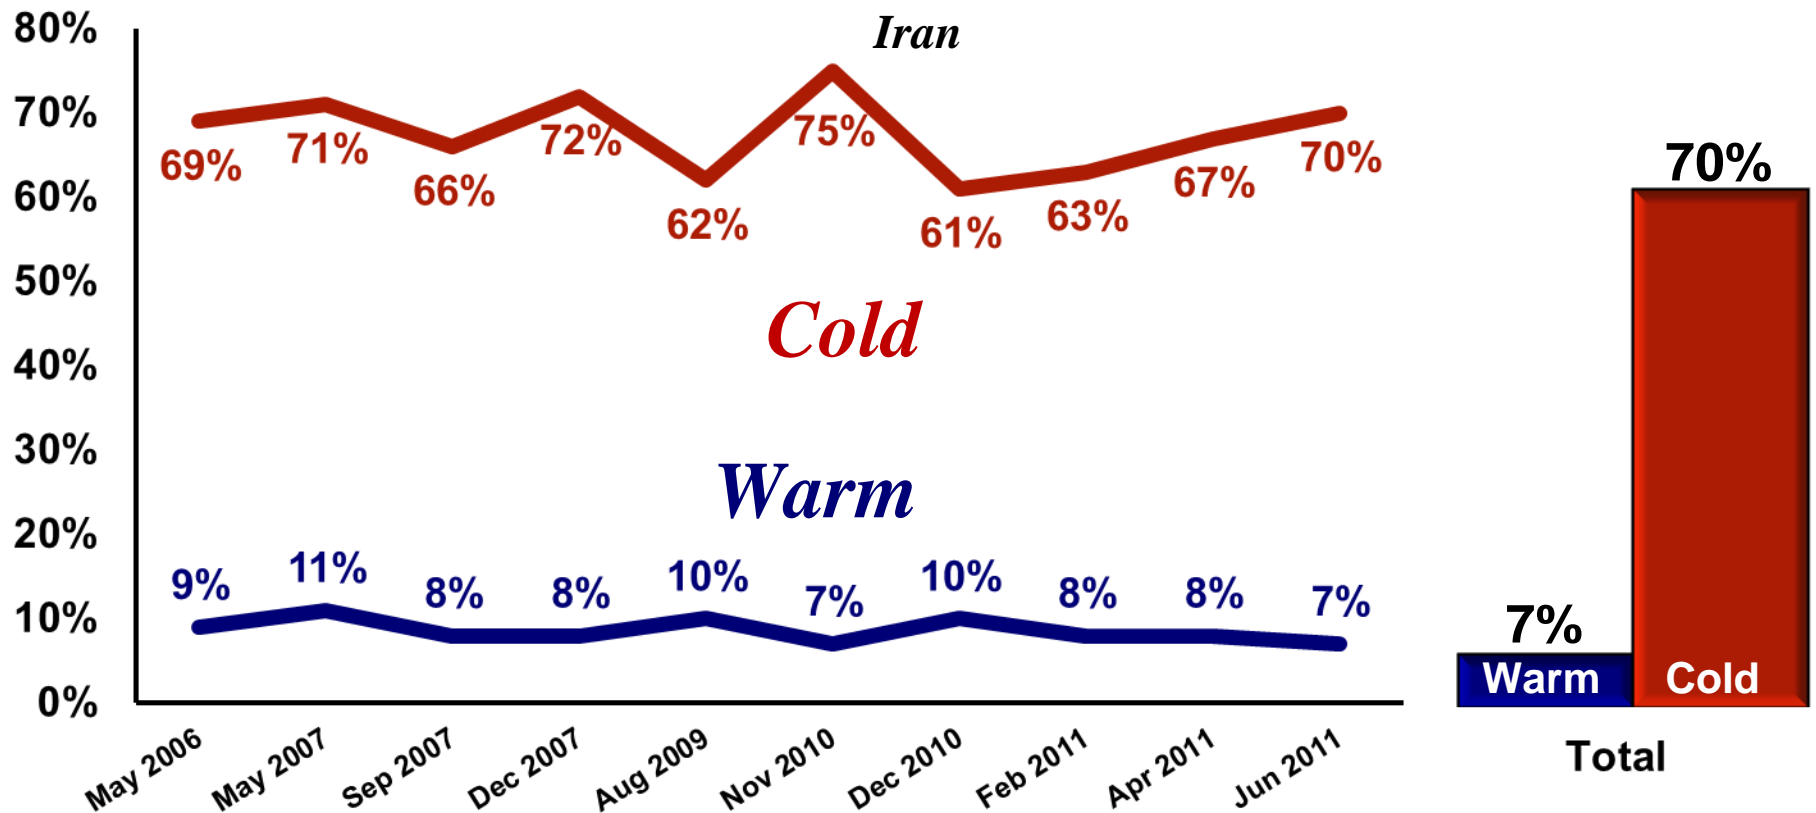 Iran
80%
70%
60%
50%
40%
30%
20%
10%
0%
69%
71%
66%
72%
62%
75%
61%
63%
67%
70%
Cold
Warm
9%
11%
8%
8%
10%
7%
10%
8%
8%
7%
May 2006
May 2007
Sep 2007
Dec 2007
Aug 2009
Nov 2010
Dec 2010
Feb 2011
Apr 2011
Jun 2011
70%
7%
Warm
Cold
Total